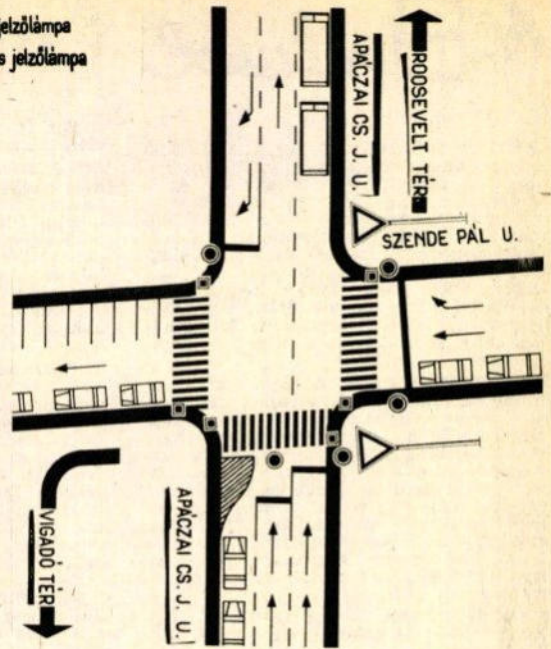 jelzőlámpa
s jelzőlámpa
APÁCZAI CS. J. U.
ROOSEVELT TÉR
SZENDE PÁL U.
VIGADÓ TÉR
APÁCZAI CS. J. U.